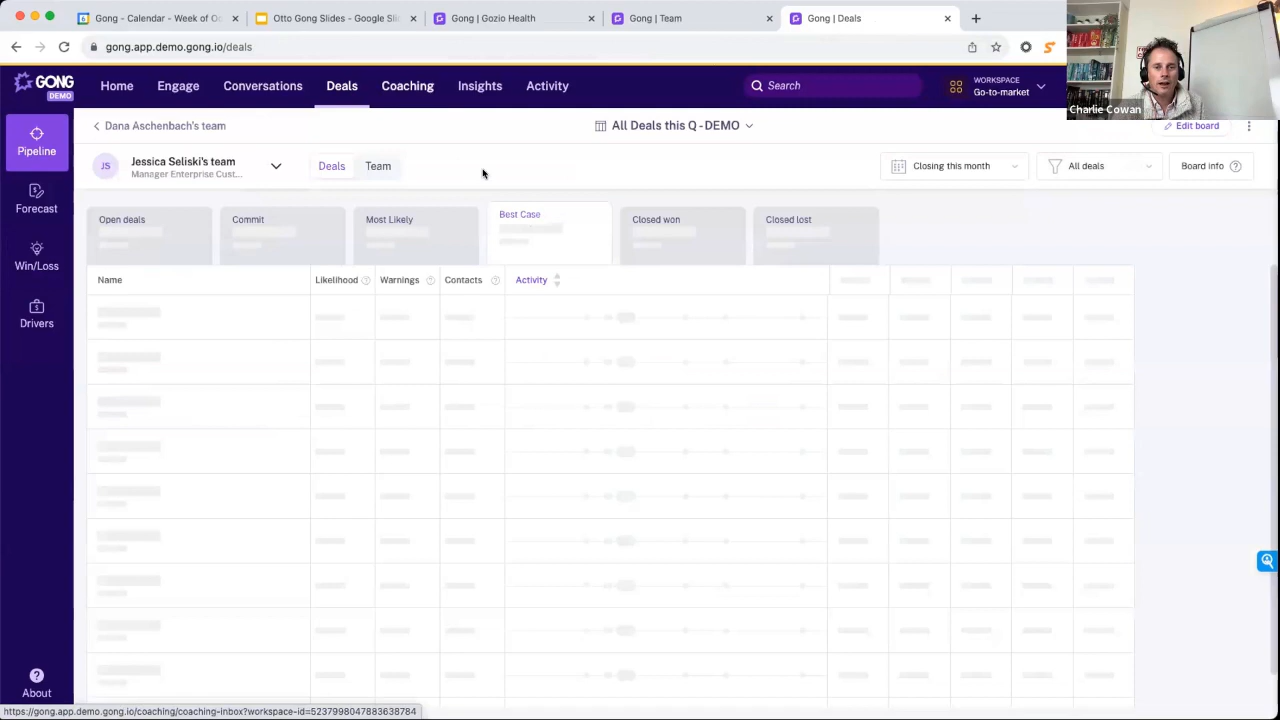 Gong - Calendar - Week of Oc
Otto Gong Slides - Google Sli
Gong | Gozio Health
Gong | Team
Gong | Deals
gong.app.demo.gong.io/deals
GONG
DEMO
Home
Engage
Conversations
Deals
Coaching
Insights
Activity
Search
WORKSPACE
Go-to-market
Charlie Cowan
Pipeline
Forecast
Win/Loss
Drivers
About
Dana Aschenbach's team
All Deals this Q - DEMO
Edit board
JS
Jessica Seliski's team
Manager Enterprise Cust...
Deals
Team
Closing this month
All deals
Board info
Open deals
Commit
Most Likely
Best Case
Closed won
Closed lost
Name
Likelihood
Warnings
Contacts
Activity
https://gong.app.demo.gong.io/coaching/coaching-inbox?workspace-id=5237998047883638784